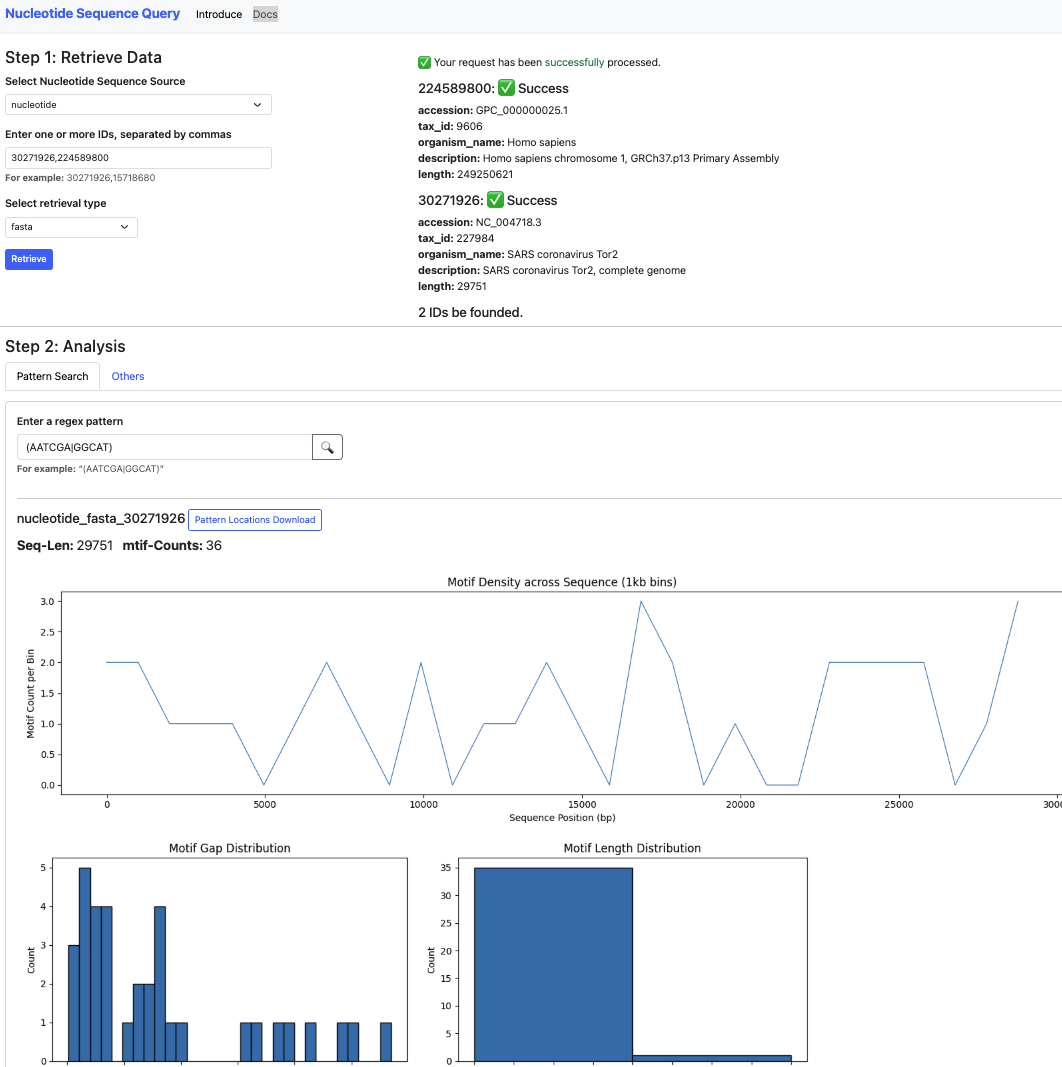 Nucleotide Sequence Query Introduce Docs
Step 1: Retrieve Data
Select Nucleotide Sequence Source
nucleotide
Enter one or more IDs, separated by commas
30271926,224589800
For example: 30271926,15718680
Select retrieval type
fasta
Retrieve
✅ Your request has been successfully processed.
224589800: ✅ Success
accession: GPC_000000025.1
tax_id: 9606
organism_name: Homo sapiens
description: Homo sapiens chromosome 1, GRCh37.p13 Primary Assembly
length: 249250621
30271926: ✅ Success
accession: NC_004718.3
tax_id: 227984
organism_name: SARS coronavirus Tor2
description: SARS coronavirus Tor2, complete genome
length: 29751
2 IDs be founded.
Step 2: Analysis
Pattern Search Others
Enter a regex pattern
(AATCGA|GGCAT)
For example: "(AATCGA|GGCAT)"
nucleotide_fasta_30271926 Pattern Locations Download
Seq-Len: 29751 mtif-Counts: 36
Motif Density across Sequence (1kb bins)
Motif Count per Bin
3.0
2.5
2.0
1.5
1.0
0.5
0.0
0 5000 10000 15000 20000 25000 3000
Sequence Position (bp)
Motif Gap Distribution
Count
5
4
3
2
1
0
Motif Length Distribution
Count
35
30
25
20
15
10
5
0